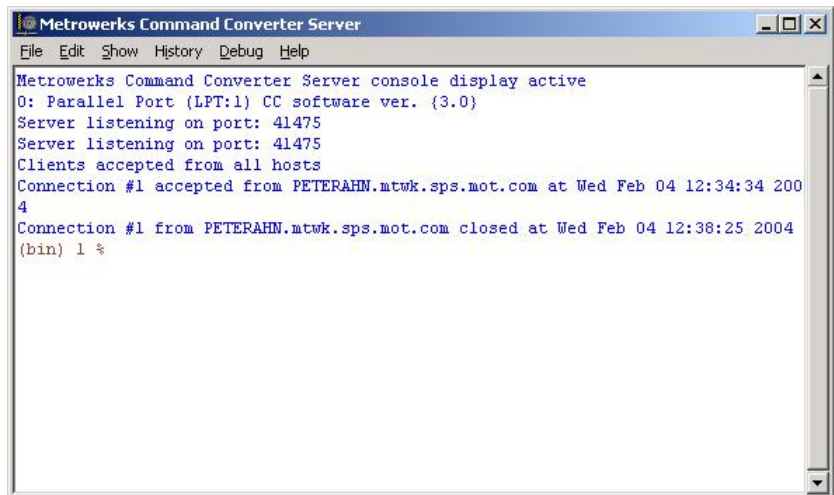 Metrowerks Command Converter Server
File Edit Show History Debug Help
Metrowerks Command Converter Server console display active
0: Parallel Port (LPT:1) CC software ver. {3.0}
Server listening on port: 41475
Server listening on port: 41475
Clients accepted from all hosts
Connection #1 accepted from PETERAHN.mtwk.sps.mot.com at Wed Feb 04 12:34:34 200
4
Connection #1 from PETERAHN.mtwk.sps.mot.com closed at Wed Feb 04 12:38:25 2004
(bin) 1 %